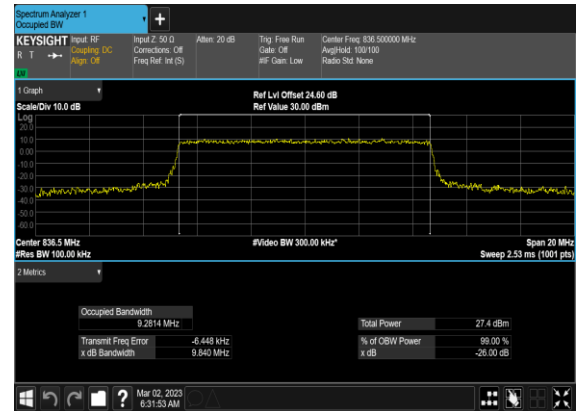 Spectrum Analyzer 1
Occupied BW
+
KEYSIGHT Input: RF Input Z: 50 Ω Atten: 20 dB Trig: Free Run Center Freq: 836.500000 MHz
R T Coupling: DC Corrections: Off Gate: Off Avg|Hold: 100/100
Align: Off Freq Ref: Int (S) #IF Gain: Low Radio Std: None
1 Graph
Ref Lvl Offset 24.60 dB
Scale/Div 10.0 dB Ref Value 30.00 dBm
Log
20.0
10.0
0.00
-10.0
-20.0
-30.0
-40.0
-50.0
-60.0
Center 836.5 MHz #Video BW 300.00 kHz* Span 20 MHz
#Res BW 100.00 kHz Sweep 2.53 ms (1001 pts)
2 Metrics
Occupied Bandwidth
9.2814 MHz Total Power 27.4 dBm
Transmit Freq Error -6.448 kHz % of OBW Power 99.00 %
x dB Bandwidth 9.840 MHz x dB -26.00 dB
? Mar 02, 2023
6:31:53 AM